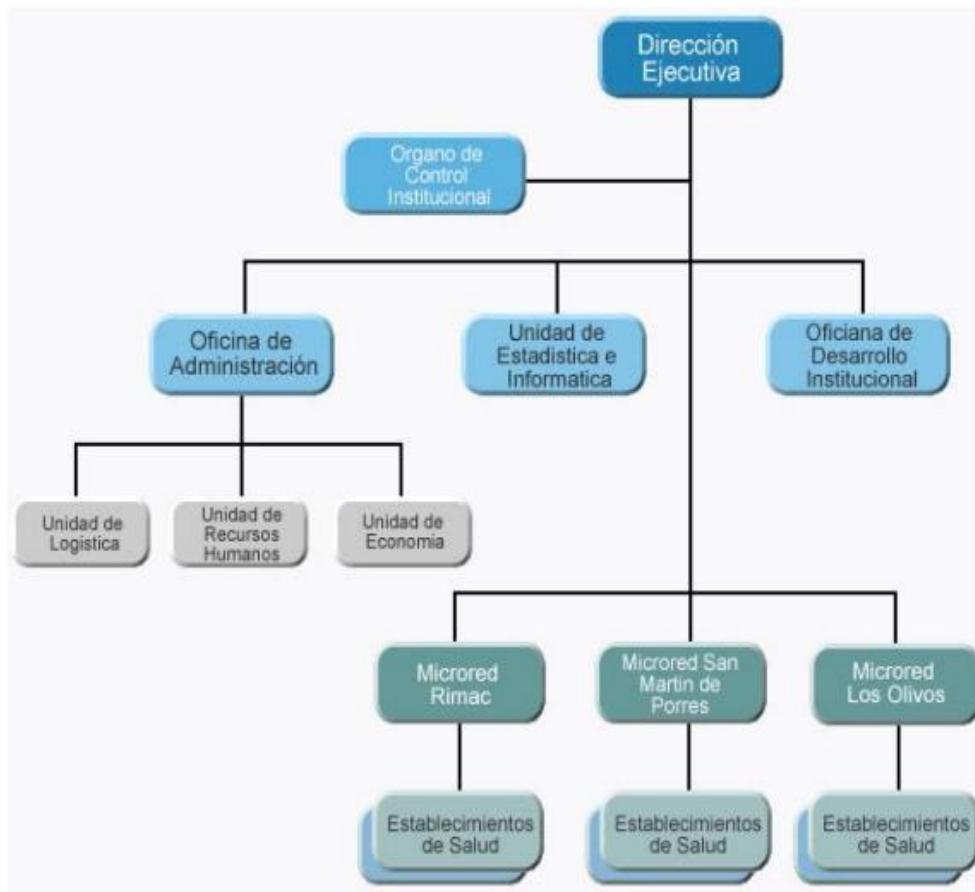 Dirección
Ejecutiva
Organo de
Control
Institucional
Oficina de
Administración
Unidad de
Estadistica e
Informatica
Oficiana de
Desarrollo
Institucional
Unidad de
Logistica
Unidad de
Recursos
Humanos
Unidad de
Economia
Microred
Rimac
Microred San
Martin de
Porres
Microred
Los Olivos
Establecimientos
de Salud
Establecimientos
de Salud
Establecimientos
de Salud